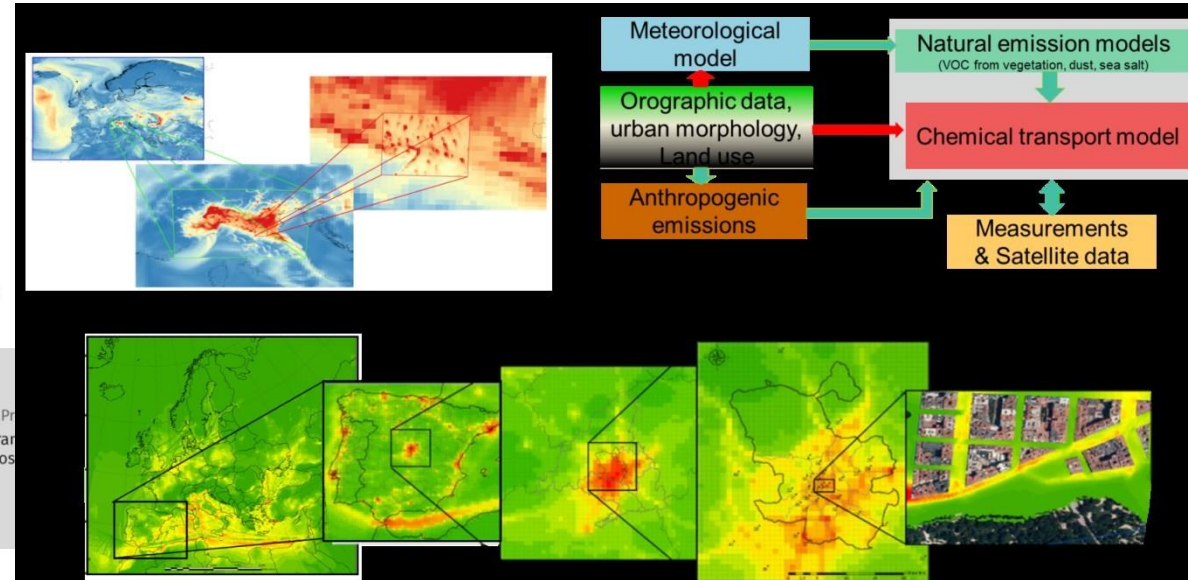 Meteorological
model
Natural emission models
(VOC from vegetation, dust, sea salt)
Orographic data,
urban morphology,
Land use
Chemical transport model
Anthropogenic
emissions
Measurements
& Satellite data